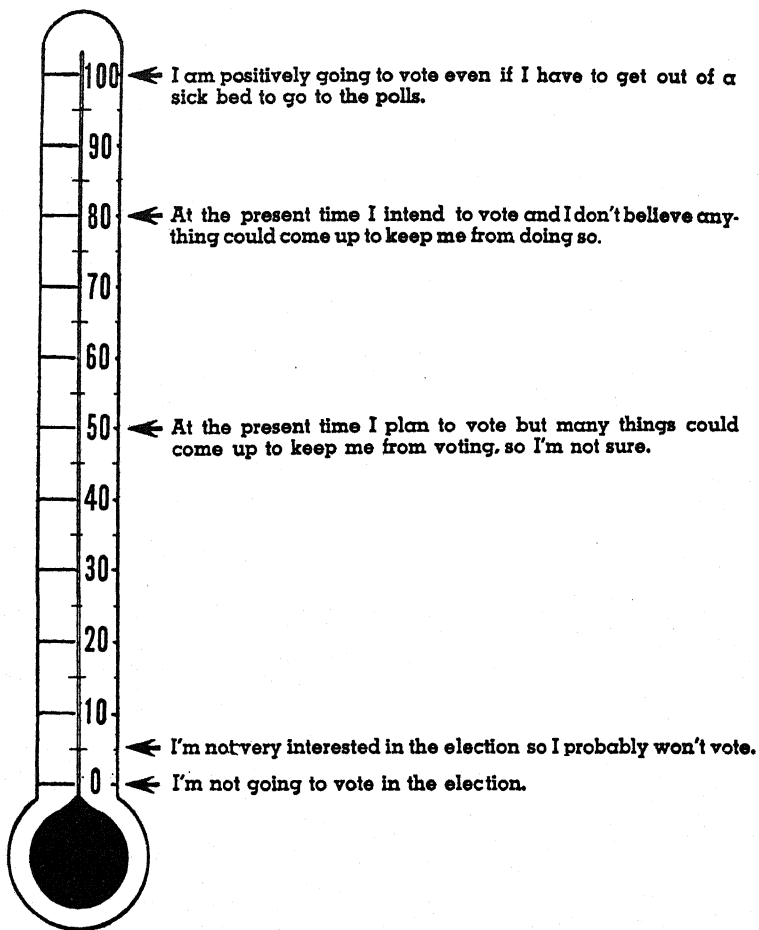 100 I am positively going to vote even if I have to get out of a
sick bed to go to the polls.
90
80 At the present time I intend to vote and I don't believe any-
thing could come up to keep me from doing so.
70
60
50 At the present time I plan to vote but many things could
come up to keep me from voting, so I'm not sure.
40
30
20
10
I'm not very interested in the election so I probably won't vote.
0 I'm not going to vote in the election.